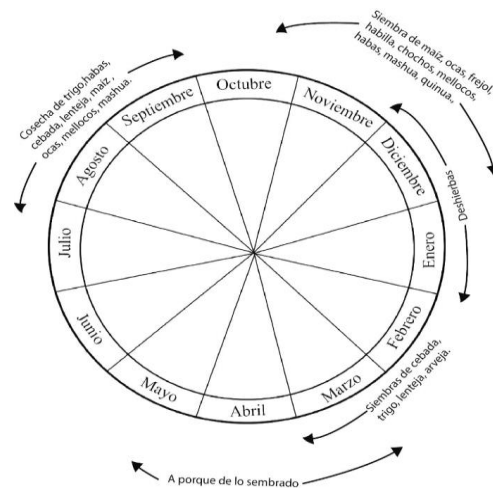 Siembra de maíz, ocas, frejol,
habilla, chochos, mellocos,
habas, mashua, quinua.,
Cosecha de trigo,habas,
cebada, lenteja, maíz ,
ocas, mellocos, mashua.
Octubre
Noviembre
Diciembre
Enero
Febrero
Marzo
Abril
Mayo
Junio
Julio
Agosto
Septiembre
Deshierbas
Siembras de cebada,
trigo, lenteja, arveja.
A porque de lo sembrado